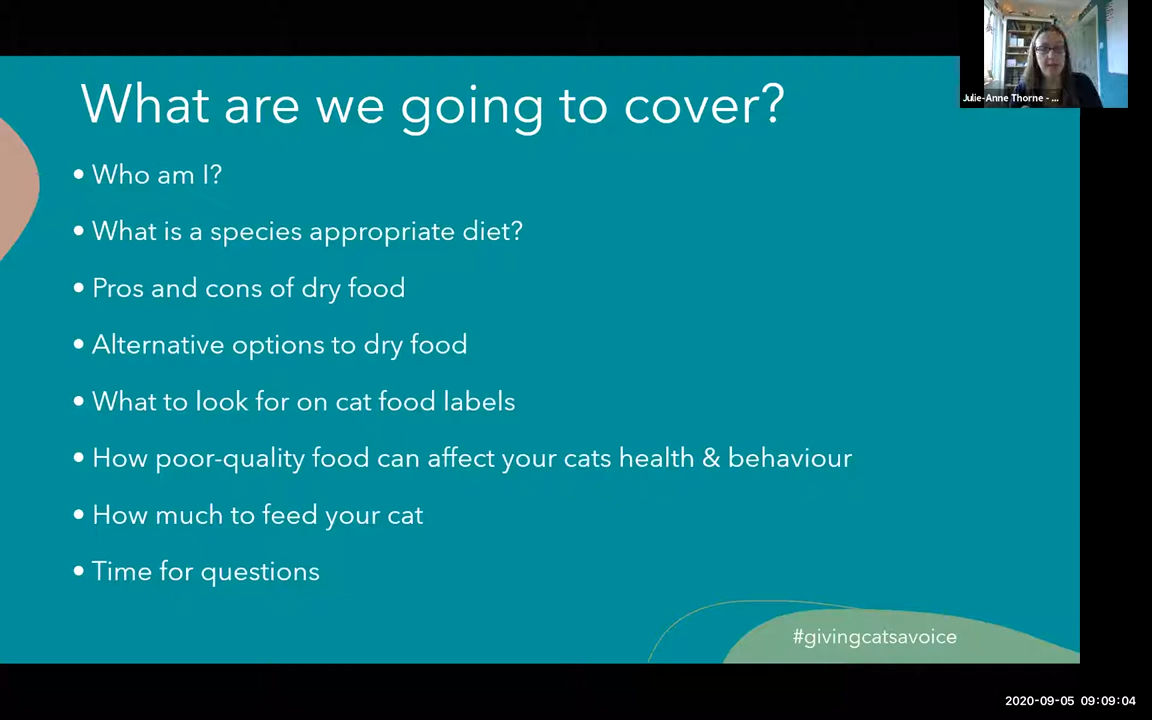 What are we going to cover?
Julie-Anne Thorne - ...
• Who am I?
• What is a species appropriate diet?
• Pros and cons of dry food
• Alternative options to dry food
• What to look for on cat food labels
• How poor-quality food can affect your cats health & behaviour
• How much to feed your cat
• Time for questions
#givingcatsavoice
2020-09-05 09:09:04